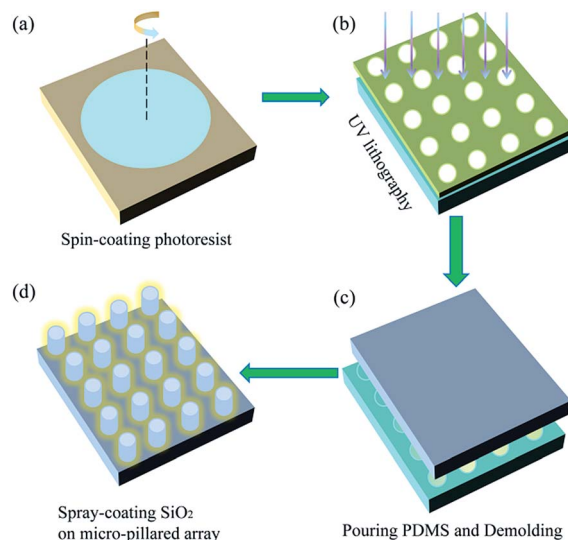 (a)
(b)
UV lithography
Spin-coating photoresist
(d)
(c)
Spray-coating SiO₂
on micro-pillared array
Pouring PDMS and Demolding